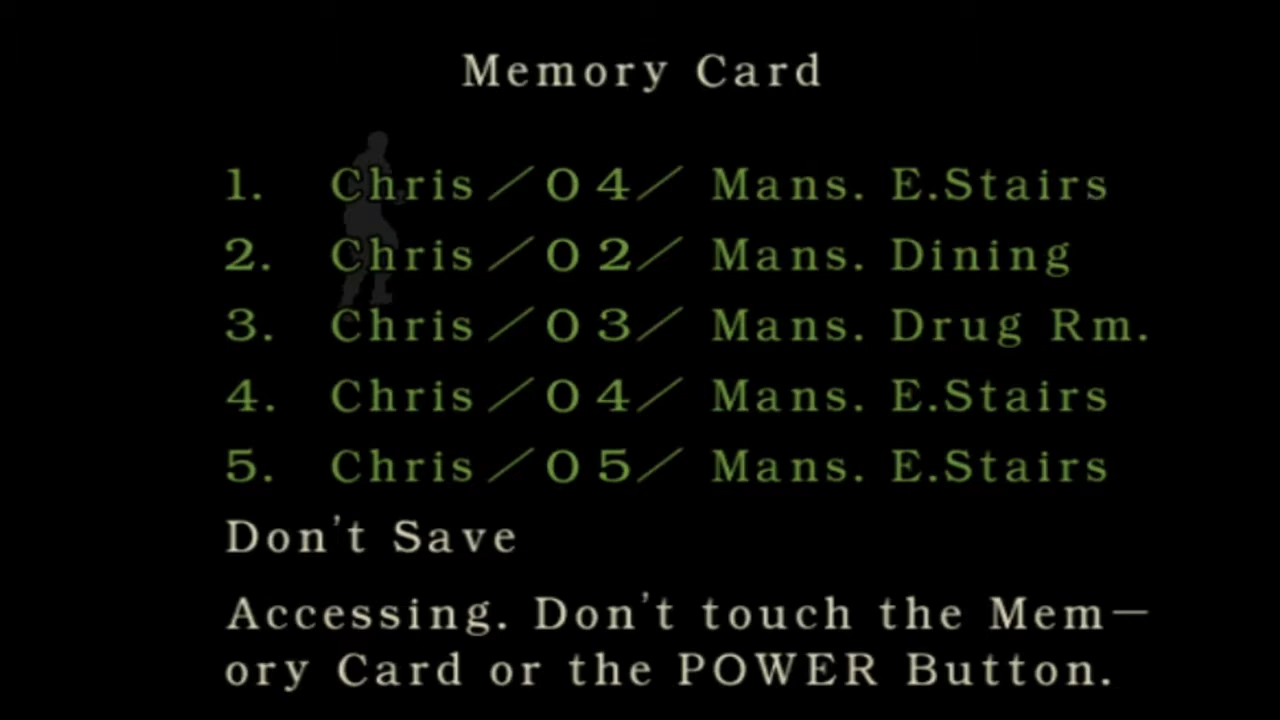 Memory Card
1. Chris／04／ Mans. E.Stairs
2. Chris／02／ Mans. Dining
3. Chris／03／ Mans. Drug Rm.
4. Chris／04／ Mans. E.Stairs
5. Chris／05／ Mans. E.Stairs
Don't Save
Accessing. Don't touch the Mem—
ory Card or the POWER Button.